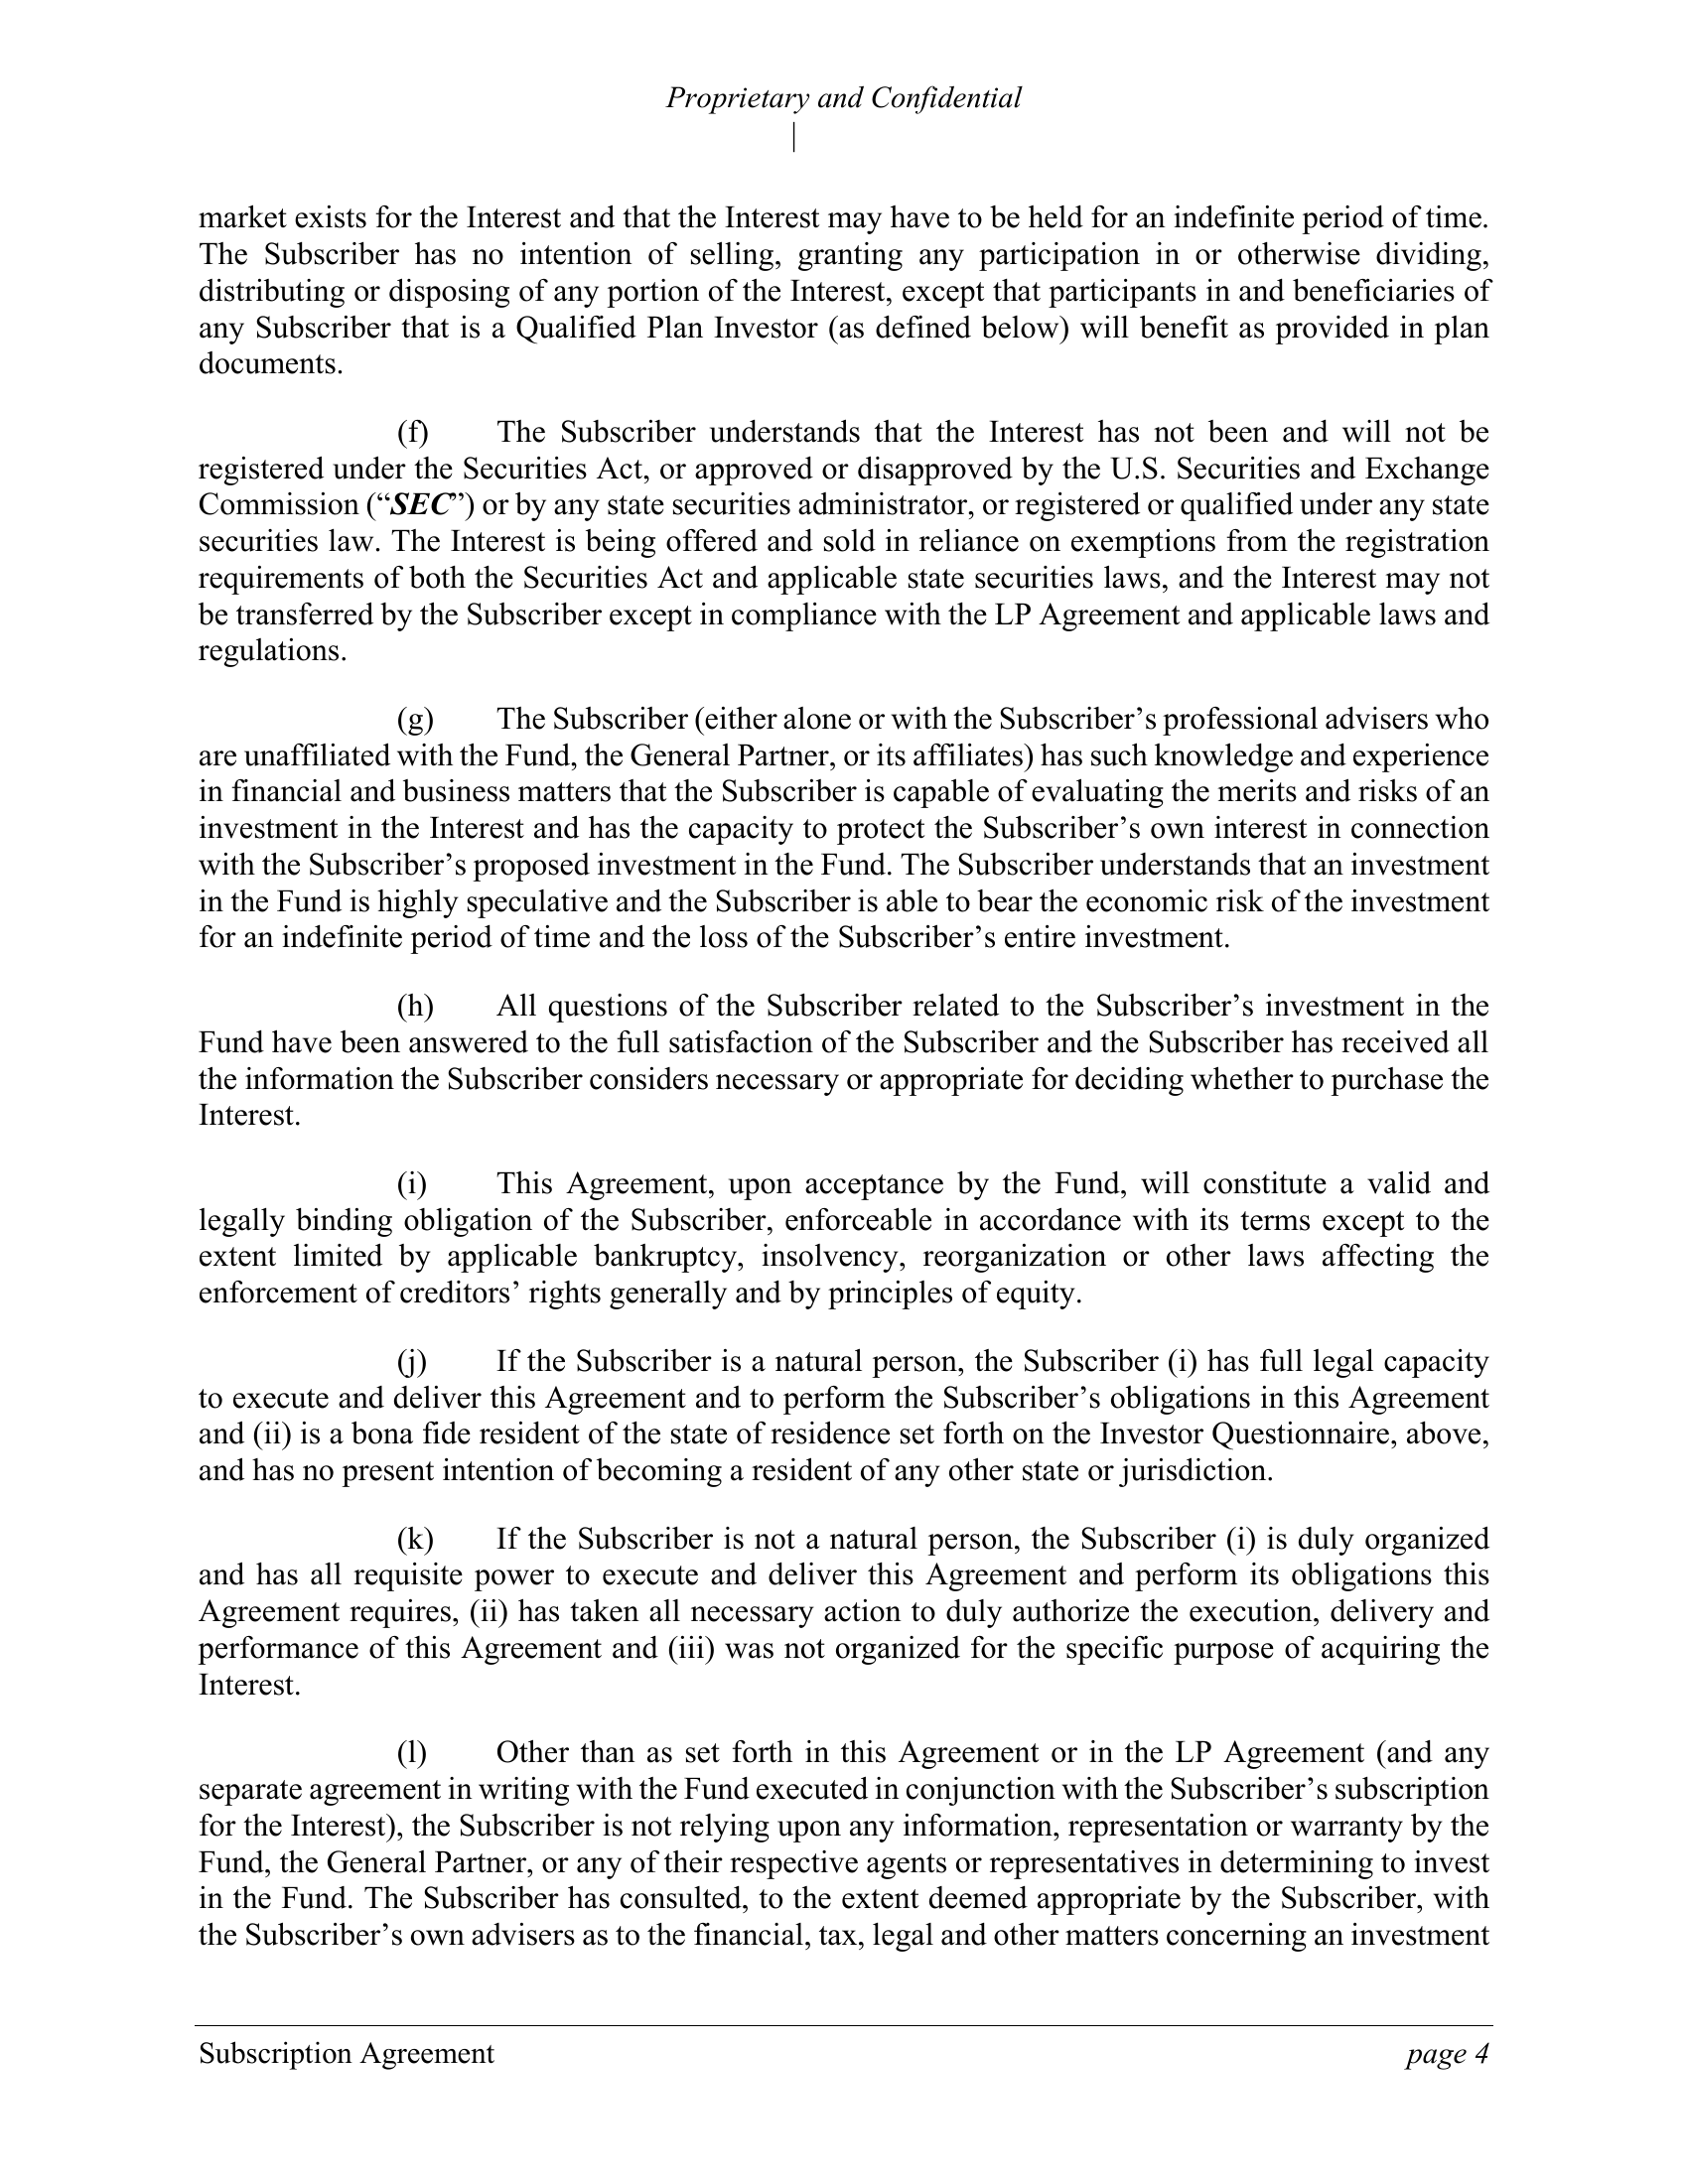 Proprietary and Confidential
|
market exists for the Interest and that the Interest may have to be held for an indefinite period of time.
The Subscriber has no intention of selling, granting any participation in or otherwise dividing,
distributing or disposing of any portion of the Interest, except that participants in and beneficiaries of
any Subscriber that is a Qualified Plan Investor (as defined below) will benefit as provided in plan
documents.
(f) The Subscriber understands that the Interest has not been and will not be
registered under the Securities Act, or approved or disapproved by the U.S. Securities and Exchange
Commission (“SEC”) or by any state securities administrator, or registered or qualified under any state
securities law. The Interest is being offered and sold in reliance on exemptions from the registration
requirements of both the Securities Act and applicable state securities laws, and the Interest may not
be transferred by the Subscriber except in compliance with the LP Agreement and applicable laws and
regulations.
(g) The Subscriber (either alone or with the Subscriber’s professional advisers who
are unaffiliated with the Fund, the General Partner, or its affiliates) has such knowledge and experience
in financial and business matters that the Subscriber is capable of evaluating the merits and risks of an
investment in the Interest and has the capacity to protect the Subscriber’s own interest in connection
with the Subscriber’s proposed investment in the Fund. The Subscriber understands that an investment
in the Fund is highly speculative and the Subscriber is able to bear the economic risk of the investment
for an indefinite period of time and the loss of the Subscriber’s entire investment.
(h) All questions of the Subscriber related to the Subscriber’s investment in the
Fund have been answered to the full satisfaction of the Subscriber and the Subscriber has received all
the information the Subscriber considers necessary or appropriate for deciding whether to purchase the
Interest.
(i) This Agreement, upon acceptance by the Fund, will constitute a valid and
legally binding obligation of the Subscriber, enforceable in accordance with its terms except to the
extent limited by applicable bankruptcy, insolvency, reorganization or other laws affecting the
enforcement of creditors’ rights generally and by principles of equity.
(j) If the Subscriber is a natural person, the Subscriber (i) has full legal capacity
to execute and deliver this Agreement and to perform the Subscriber’s obligations in this Agreement
and (ii) is a bona fide resident of the state of residence set forth on the Investor Questionnaire, above,
and has no present intention of becoming a resident of any other state or jurisdiction.
(k) If the Subscriber is not a natural person, the Subscriber (i) is duly organized
and has all requisite power to execute and deliver this Agreement and perform its obligations this
Agreement requires, (ii) has taken all necessary action to duly authorize the execution, delivery and
performance of this Agreement and (iii) was not organized for the specific purpose of acquiring the
Interest.
(l) Other than as set forth in this Agreement or in the LP Agreement (and any
separate agreement in writing with the Fund executed in conjunction with the Subscriber’s subscription
for the Interest), the Subscriber is not relying upon any information, representation or warranty by the
Fund, the General Partner, or any of their respective agents or representatives in determining to invest
in the Fund. The Subscriber has consulted, to the extent deemed appropriate by the Subscriber, with
the Subscriber’s own advisers as to the financial, tax, legal and other matters concerning an investment
Subscription Agreement page 4